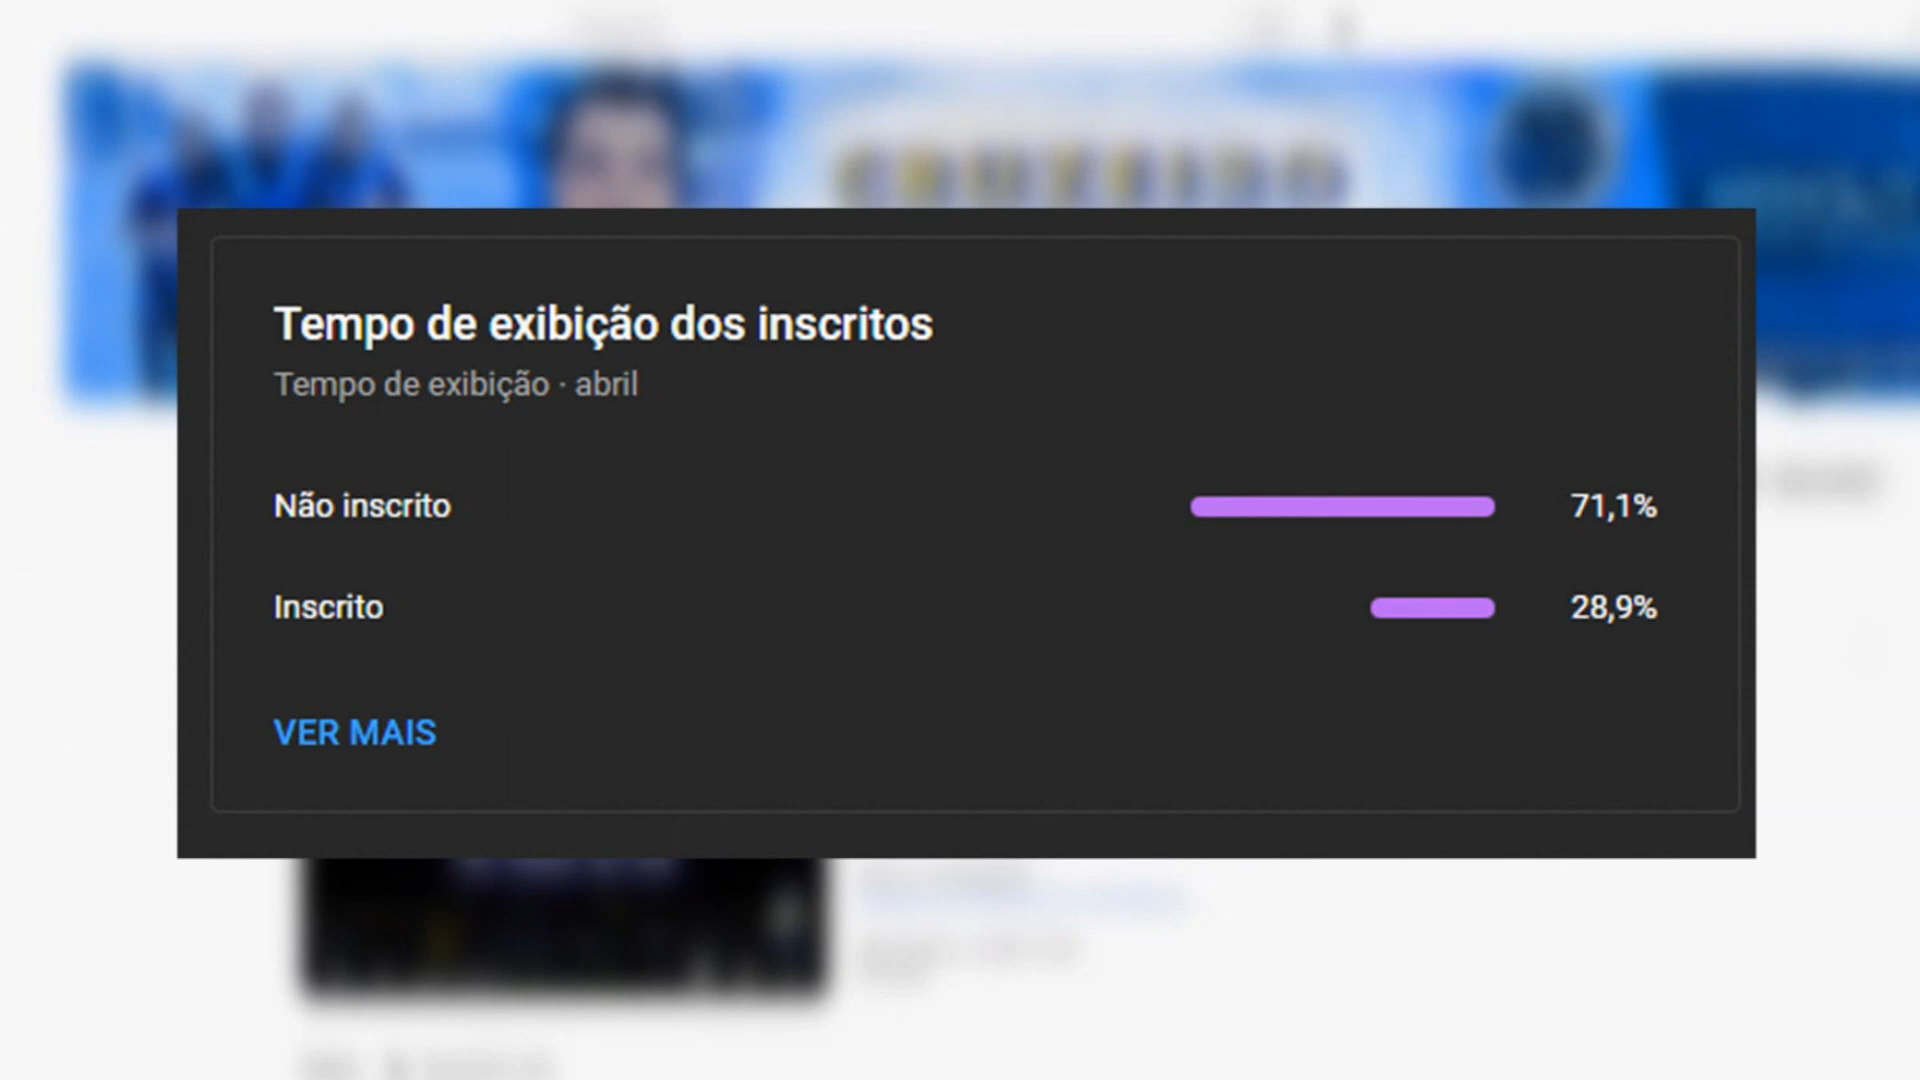 Tempo de exibição dos inscritos
Tempo de exibição · abril
Não inscrito 71,1%
Inscrito 28,9%
VER MAIS